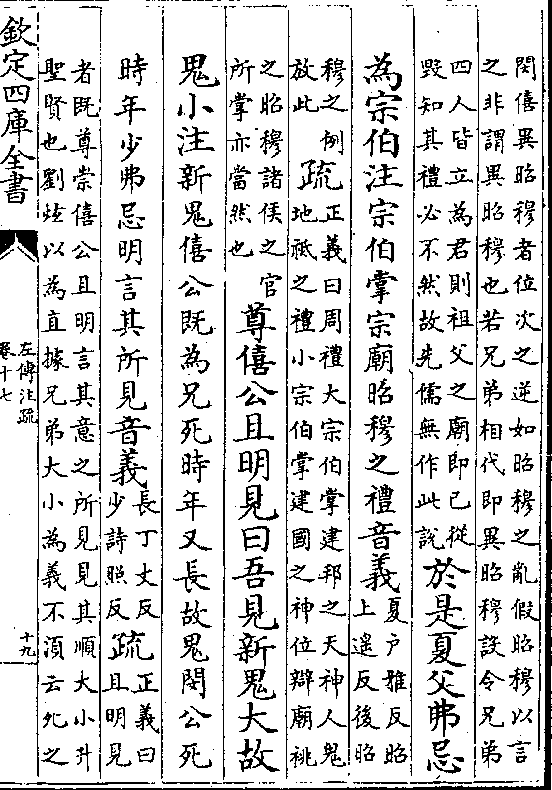 閔僖異昭穆者位次之逆如昭穆之亂假昭穆以言
之非謂異昭穆也若兄弟相代即異昭穆設令兄弟
四人皆立為君則祖父之廟即已從
毀知其禮必不然故先儒無作此說
於是夏父弗忌
為宗伯注宗伯掌宗廟昭穆之禮音義
夏户雅反昭
上遥反後昭
穆之例
放此
疏
正義曰周禮大宗伯掌建邦之天神人鬼
地祗之禮小宗伯掌建國之神位辯廟祧
之昭穆諸侯之官
所掌亦當然也
尊僖公且明見曰吾見新鬼大故
鬼小注新鬼僖公既為兄死時年又長故鬼閔公死
時年少弗忌明言其所見音義
長丁丈反
少詩照反
疏
正義曰
且明見
者既尊崇僖公且明言其意之所見見其順大小升
聖賢也劉炫以為直據兄弟大小為義不須云死之
欽定四庫全書
左傳注疏
卷十七
十九